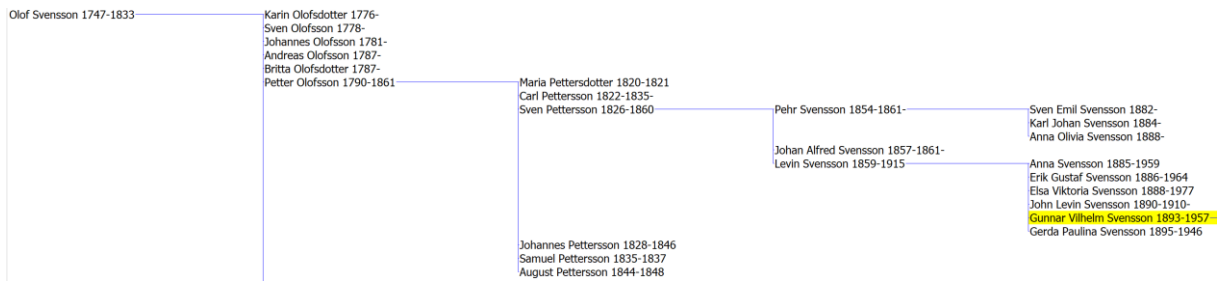 Olof Svensson 1747-1833
Karin Olofsdotter 1776-
Sven Olofsson 1778-
Johannes Olofsson 1781-
Andreas Olofsson 1787-
Britta Olofsdotter 1787-
Petter Olofsson 1790-1861
Maria Pettersdotter 1820-1821
Carl Pettersson 1822-1835-
Sven Pettersson 1826-1860
Pehr Svensson 1854-1861-
Sven Emil Svensson 1882-
Karl Johan Svensson 1884-
Anna Olivia Svensson 1888-
Johan Alfred Svensson 1857-1861-
Levin Svensson 1859-1915
Anna Svensson 1885-1959
Erik Gustaf Svensson 1886-1964
Elsa Viktoria Svensson 1888-1977
John Levin Svensson 1890-1910-
Gunnar Vilhelm Svensson 1893-1957
Gerda Paulina Svensson 1895-1946
Johannes Pettersson 1828-1846
Samuel Pettersson 1835-1837
August Pettersson 1844-1848